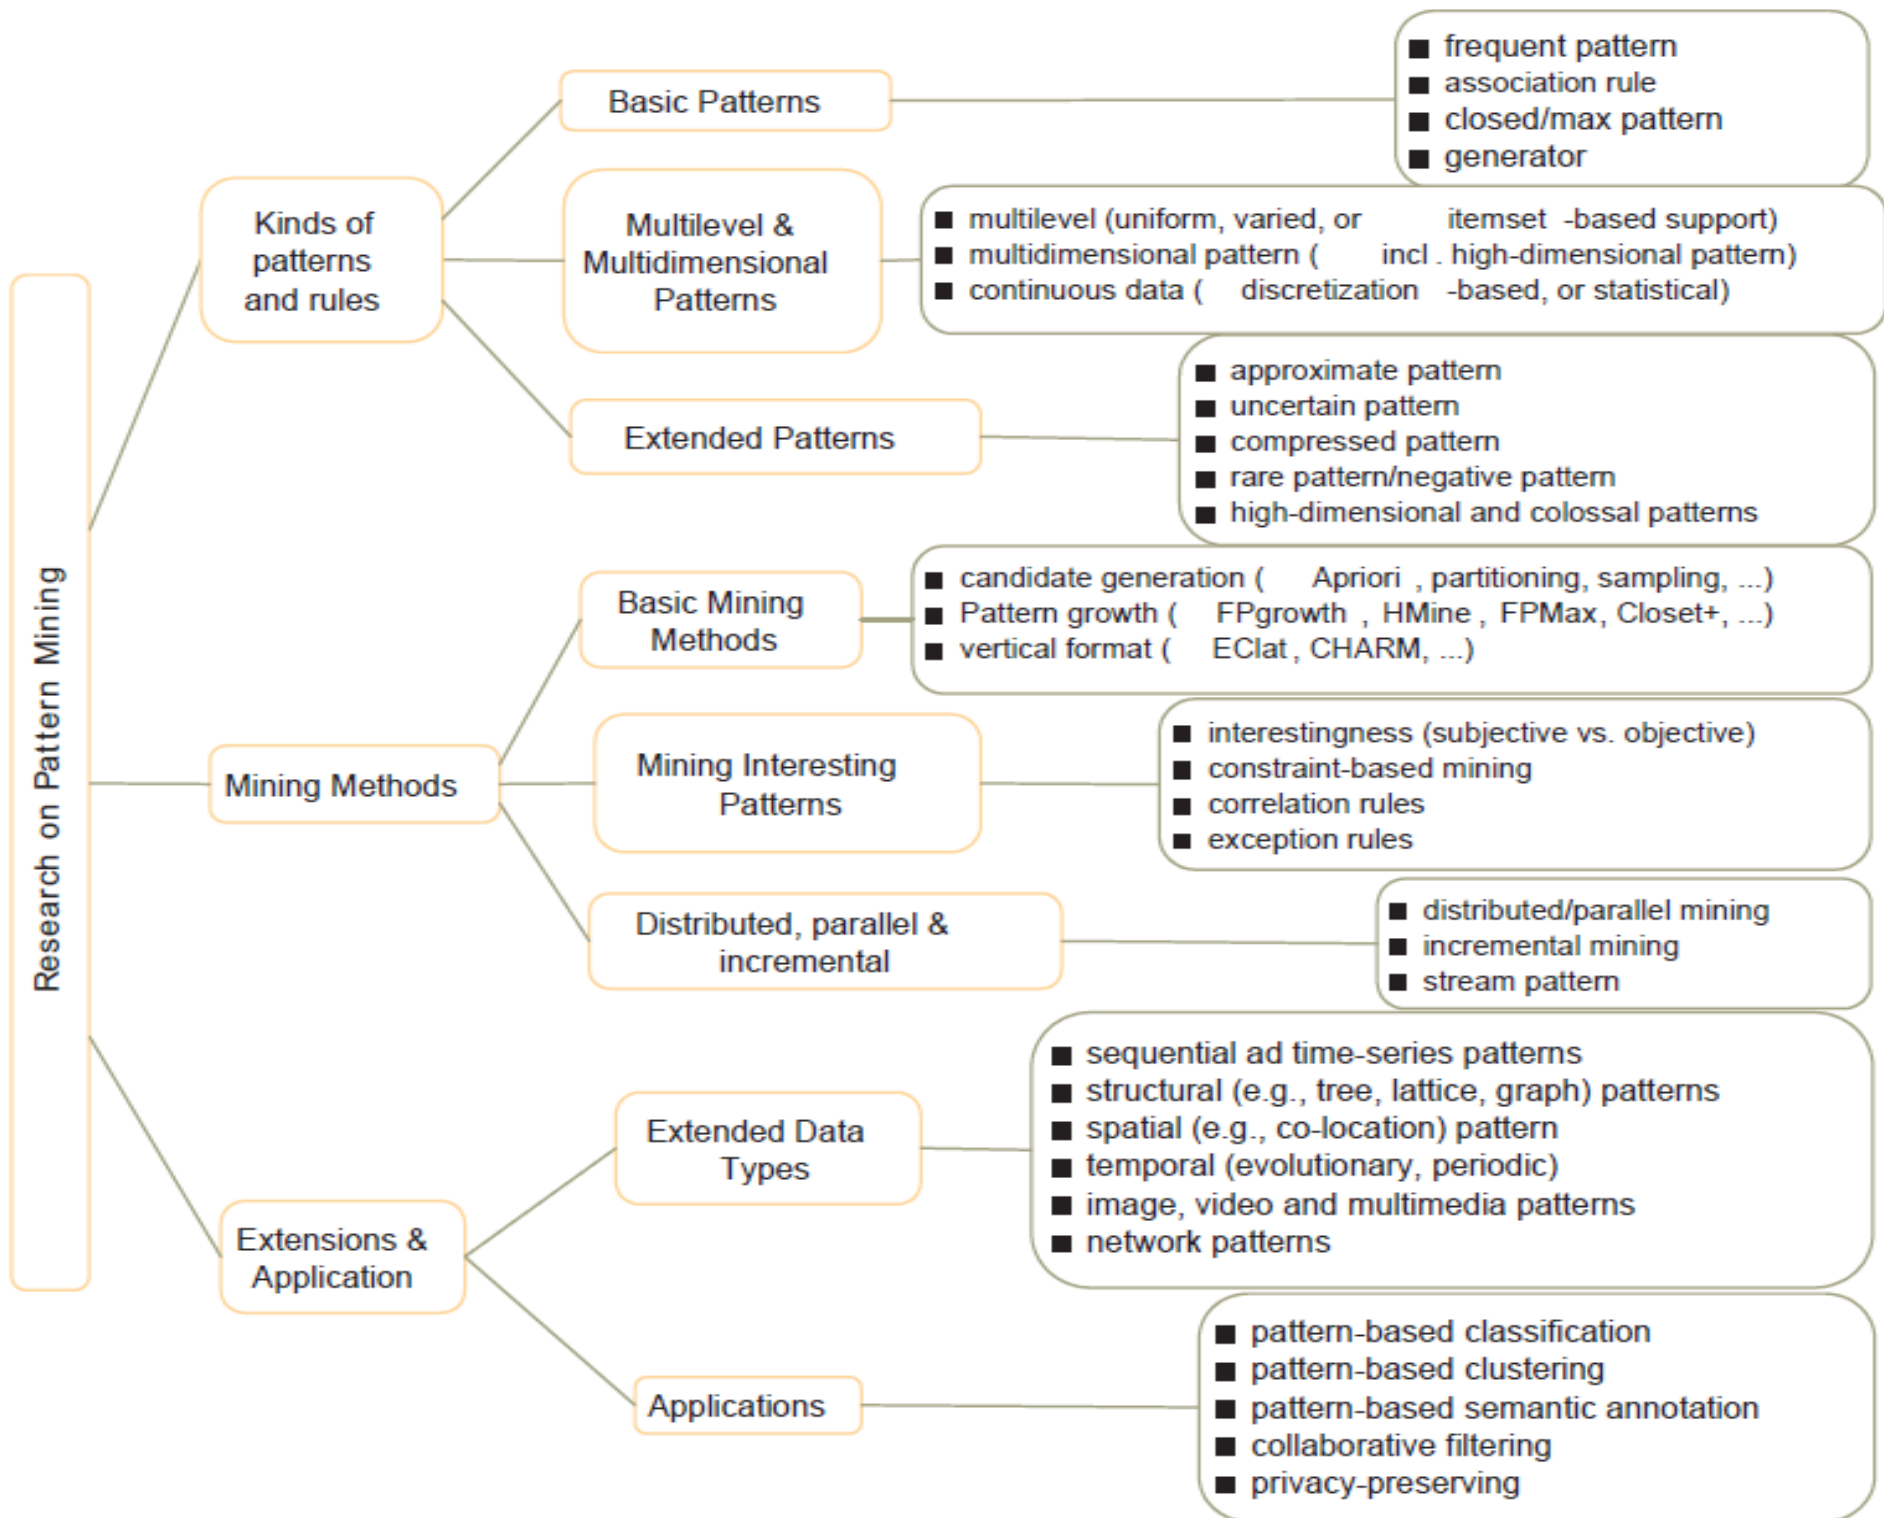 Research on Pattern Mining
Kinds of
patterns
and rules
Basic Patterns
■ frequent pattern
■ association rule
■ closed/max pattern
■ generator
Multilevel &
Multidimensional
Patterns
■ multilevel (uniform, varied, or itemset -based support)
■ multidimensional pattern ( incl . high-dimensional pattern)
■ continuous data ( discretization -based, or statistical)
Extended Patterns
■ approximate pattern
■ uncertain pattern
■ compressed pattern
■ rare pattern/negative pattern
■ high-dimensional and colossal patterns
Mining Methods
Basic Mining
Methods
■ candidate generation ( Apriori , partitioning, sampling, ...)
■ Pattern growth ( FPgrowth , HMine , FPMax, Closet+, ...)
■ vertical format ( EClat , CHARM, ...)
Mining Interesting
Patterns
■ interestingness (subjective vs. objective)
■ constraint-based mining
■ correlation rules
■ exception rules
Distributed, parallel &
incremental
■ distributed/parallel mining
■ incremental mining
■ stream pattern
Extensions &
Application
Extended Data
Types
■ sequential ad time-series patterns
■ structural (e.g., tree, lattice, graph) patterns
■ spatial (e.g., co-location) pattern
■ temporal (evolutionary, periodic)
■ image, video and multimedia patterns
■ network patterns
Applications
■ pattern-based classification
■ pattern-based clustering
■ pattern-based semantic annotation
■ collaborative filtering
■ privacy-preserving